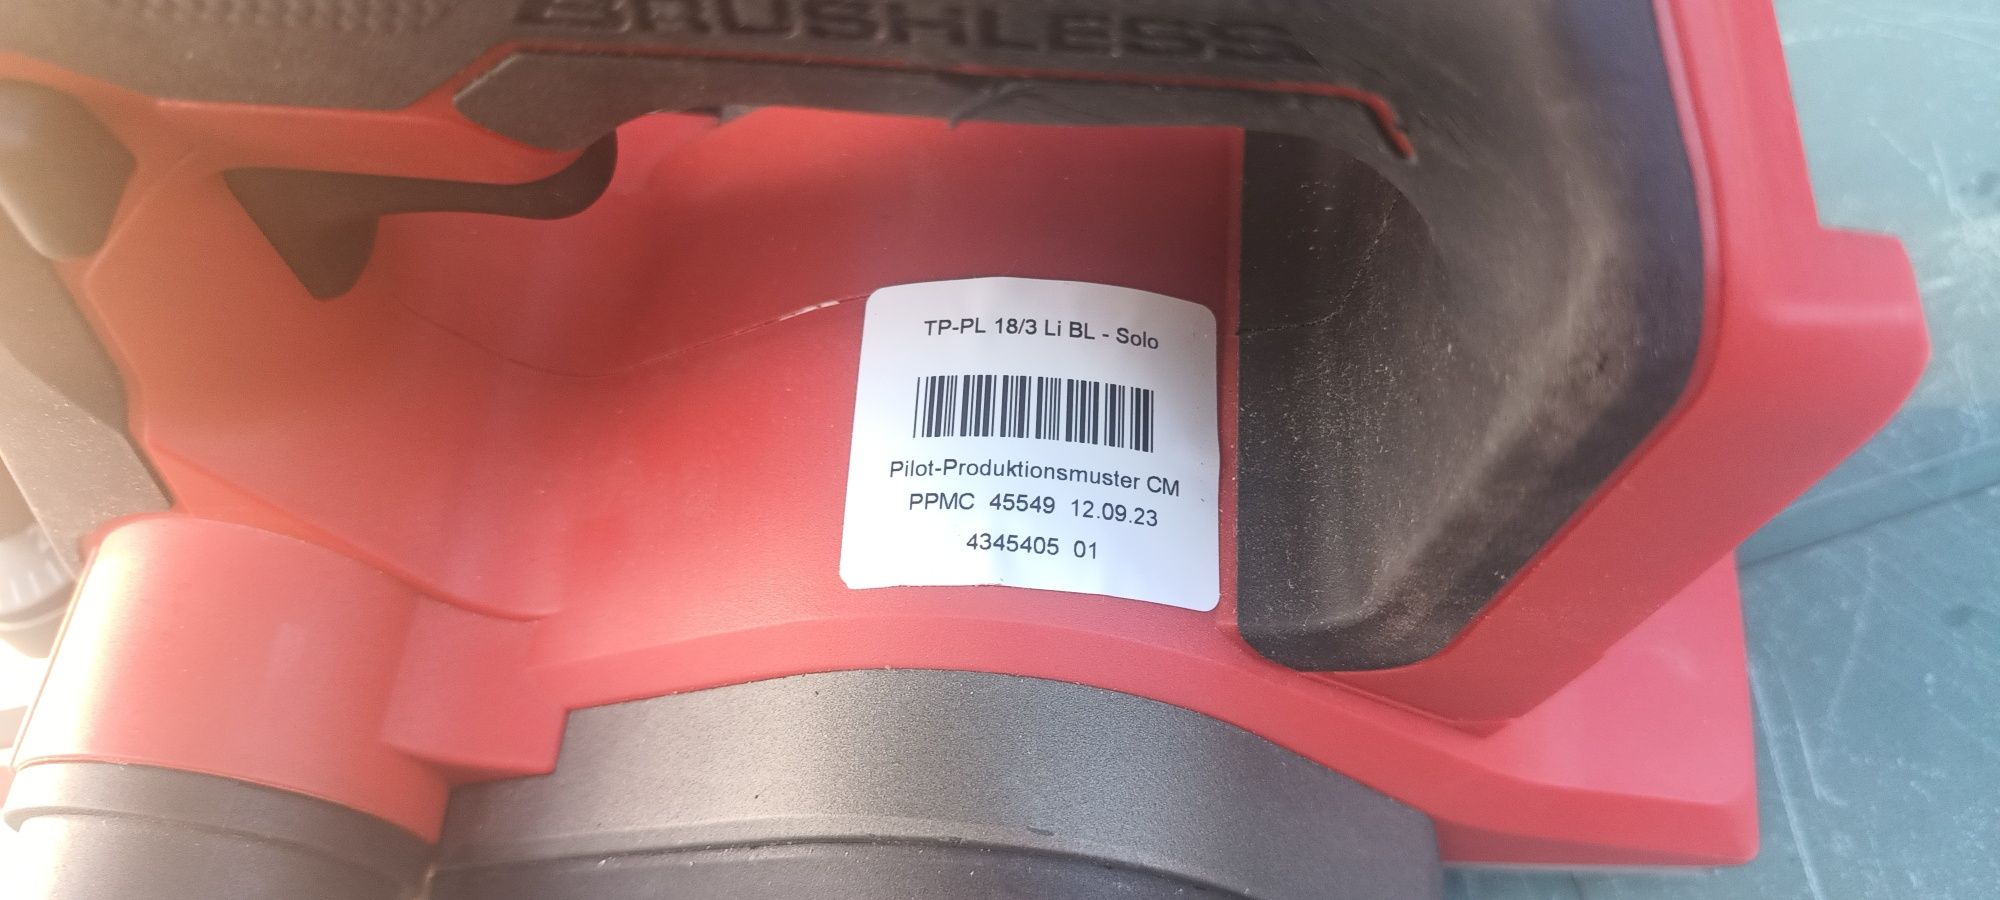 BRUSHLESS
TP-PL 18/3 Li BL - Solo
Pilot-Produktionsmuster CM
PPMC 45549 12.09.23
4345405 01